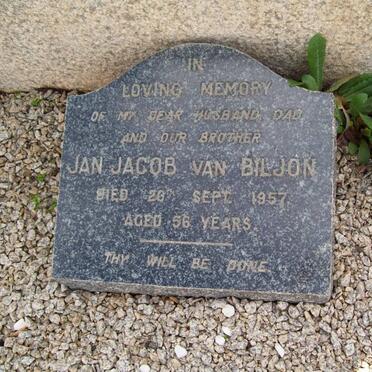 IN
LOVING MEMORY
OF MY DEAR HUSBAND, DAD
AND OUR BROTHER
JAN JACOB VAN BILJON
DIED 20TH SEPT. 1957.
AGED 56 YEARS
THY WILL BE DONE.